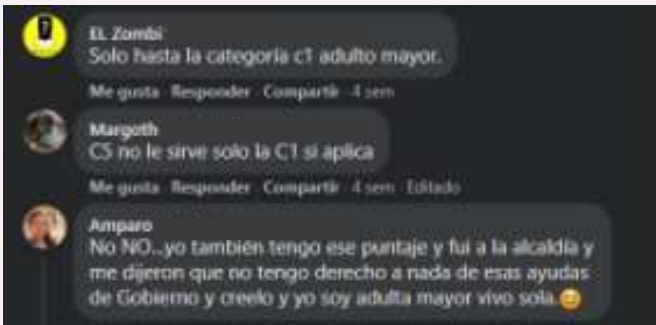 EL Zombi
Solo hasta la categoría c1 adulto mayor.
Me gusta Responder Compartir 4 sem
Margoth
C5 no le sirve solo la C1 si aplica
Me gusta Responder Compartir 4 sem Editado
Amparo
No NO...yo también tengo ese puntaje y fui a la alcaldía y
me dijeron que no tengo derecho a nada de esas ayudas
de Gobierno y creelo y yo soy adulta mayor vivo sola.